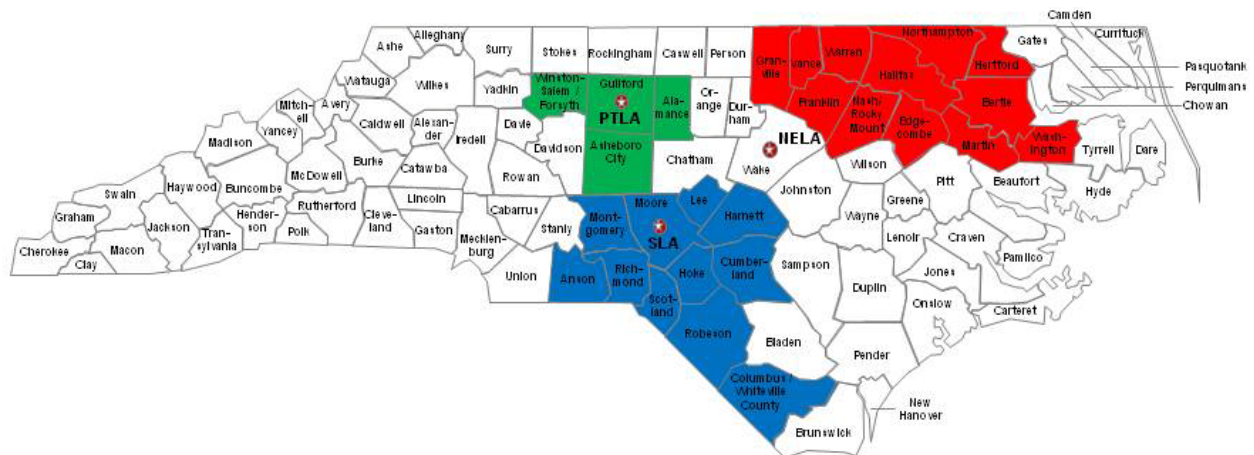 Camden
Currituck
Pasquotank
Perquimans
Chowan
Gates
Northampton
Hertford
Halifax
Warren
Vance
Gran-
ville
Franklin
Nash/
Rocky
Mount
Edge-
combe
Bertie
Martin
Wash-
ington
Tyrrell
Dare
Hyde
Beaufort
Pitt
Wilson
Ashe
Alleghany
Surry
Stokes
Rockingham
Caswell
Person
Watauga
Wilkes
Yadkin
Winston-
Salem /
Forsyth
Guilford
PTLA
Ala-
mance
Or-
ange
Dur-
ham
NELA
Wake
Asheboro
City
Chatham
Mitch-
ell
Avery
Caldwell
Alexan-
der
Iredell
Davie
Davidson
Rowan
Madison
Yancey
McDowell
Burke
Catawba
Lincoln
Swain
Haywood
Buncombe
Rutherford
Cleve-
land
Gaston
Cabarrus
Stanly
Mecklen-
burg
Union
Graham
Jackson
Tran-
sylvania
Hender-
son
Polk
Cherokee
Macon
Clay
Mont-
gomery
Moore
SLA
Lee
Harnett
Anson
Rich-
mond
Hoke
Scot-
land
Cumber-
land
Robeson
Columbus /
Whiteville
County
Johnston
Wayne
Greene
Lenoir
Craven
Pamlico
Jones
Sampson
Duplin
Onslow
Carteret
Bladen
Pender
New
Hanover
Brunswick